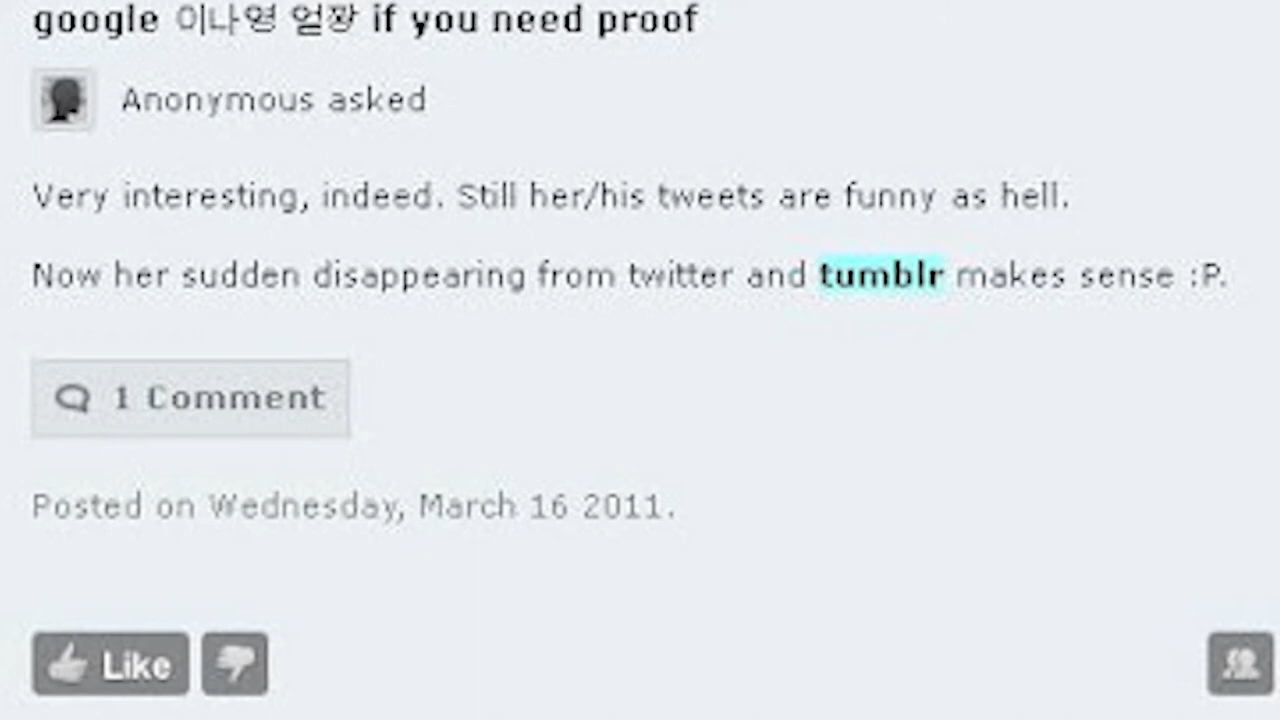 google 이나영 얼짱 if you need proof
Anonymous asked
Very interesting, indeed. Still her/his tweets are funny as hell.
Now her sudden disappearing from twitter and tumblr makes sense :P.
1 Comment
Posted on Wednesday, March 16 2011.
Like